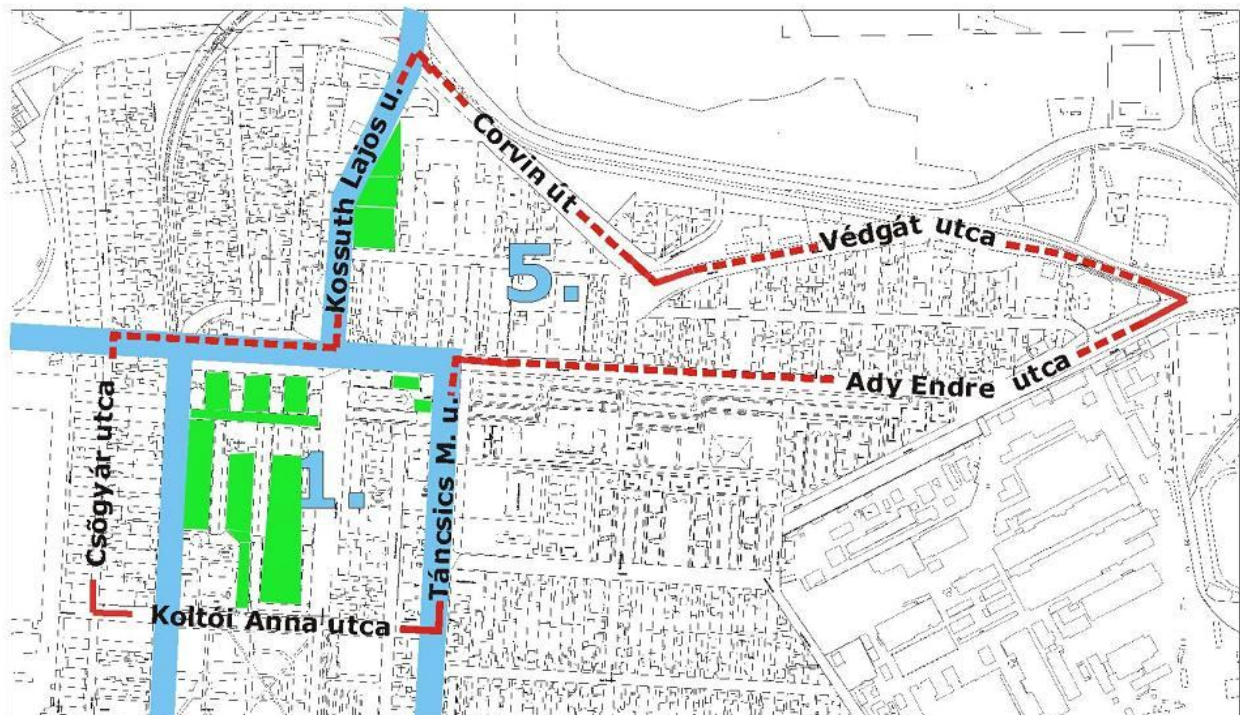 Kossuth Lajos u.
Corvin út
Védgát utca
5.
Ady Endre utca
Csőgyár utca
1.
Táncsics M. u.
Koltói Anna utca